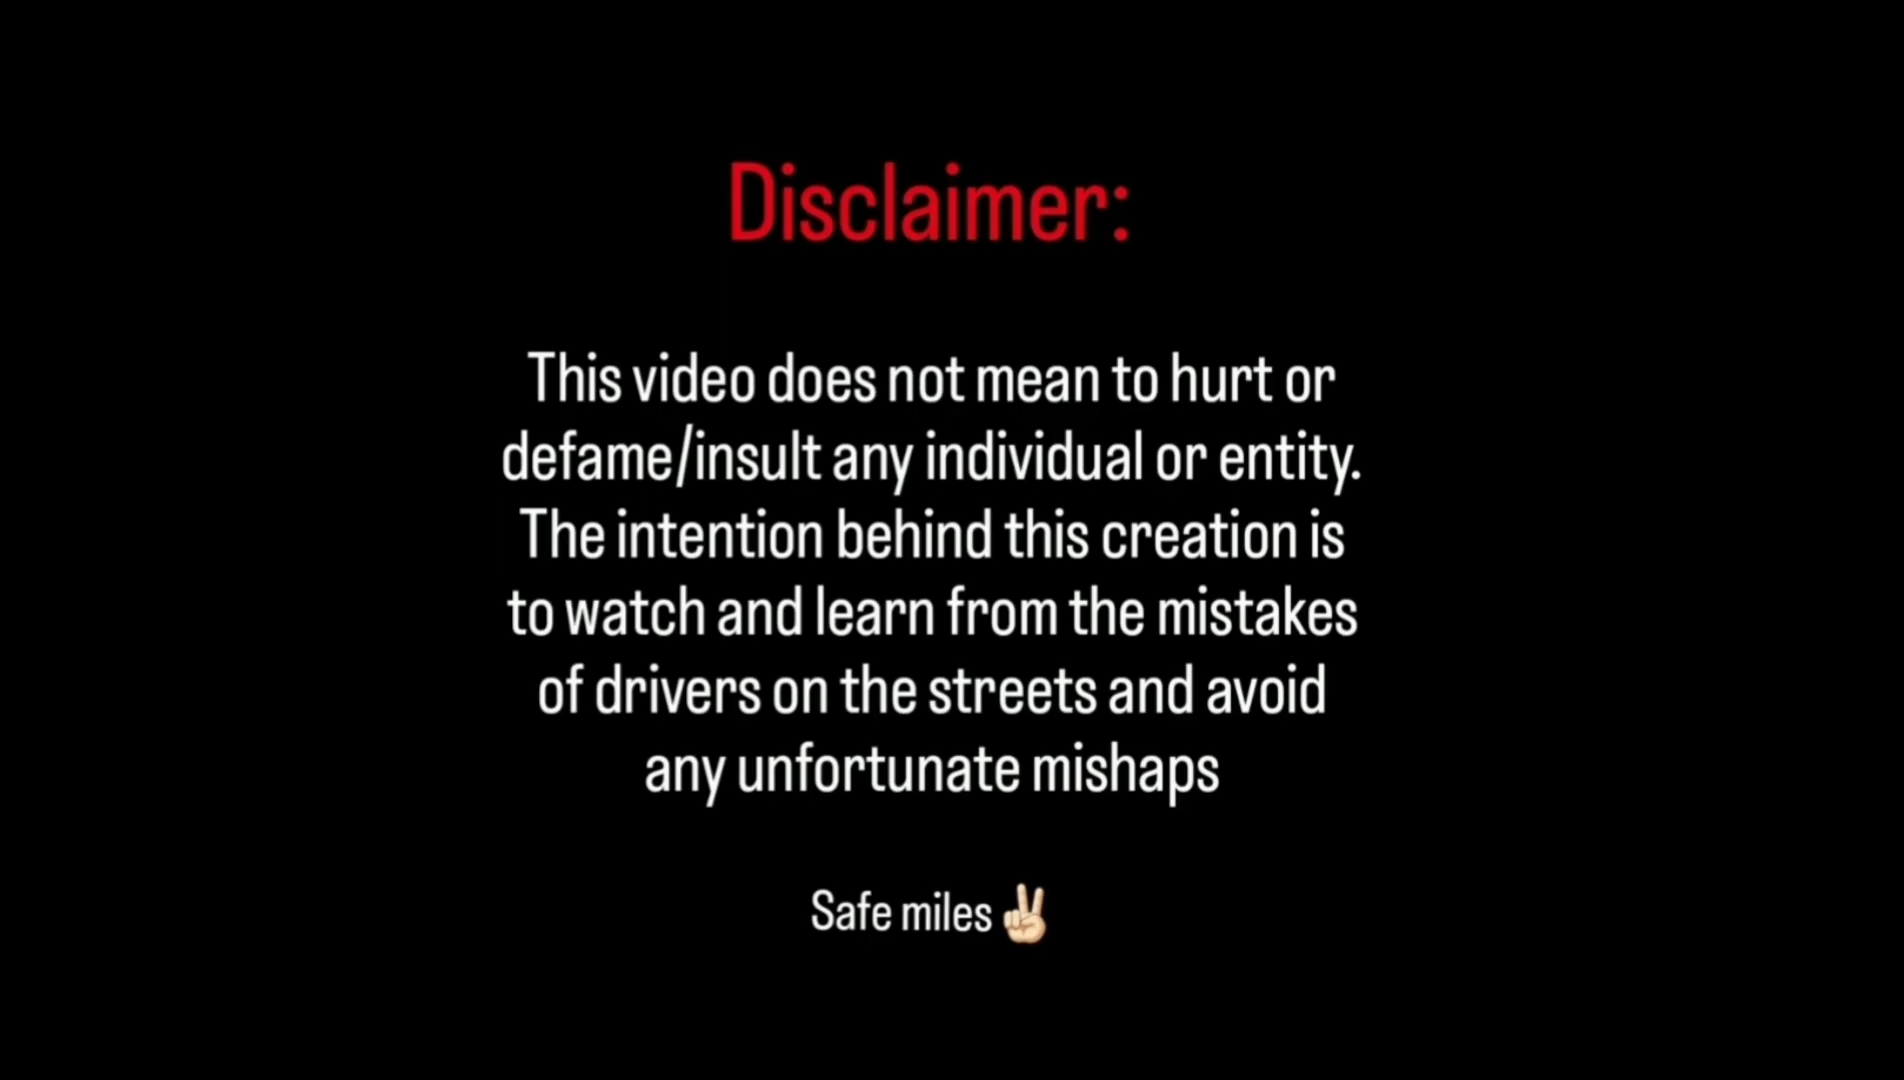 Disclaimer:
This video does not mean to hurt or
defame/insult any individual or entity.
The intention behind this creation is
to watch and learn from the mistakes
of drivers on the streets and avoid
any unfortunate mishaps
Safe miles ✌🏻